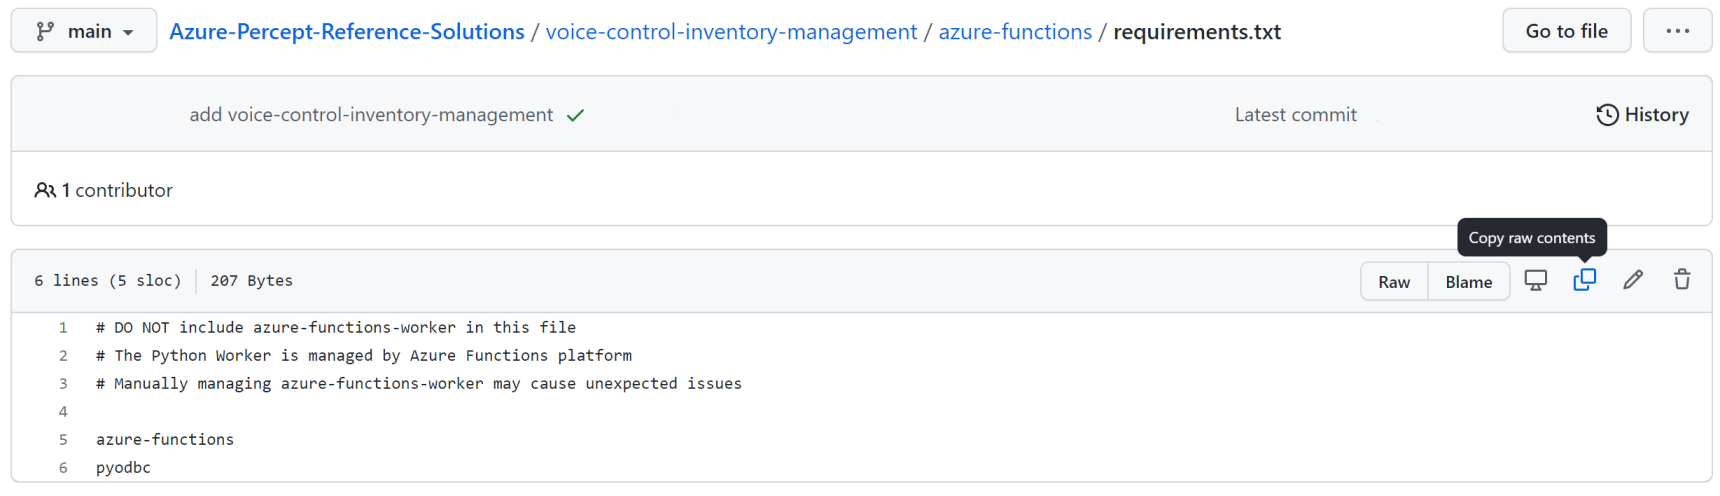 main Azure-Percept-Reference-Solutions / voice-control-inventory-management / azure-functions / requirements.txt Go to file ...
add voice-control-inventory-management Latest commit History
1 contributor
Copy raw contents
6 lines (5 sloc) 207 Bytes Raw Blame
1 # DO NOT include azure-functions-worker in this file
2 # The Python Worker is managed by Azure Functions platform
3 # Manually managing azure-functions-worker may cause unexpected issues
4
5 azure-functions
6 pyodbc